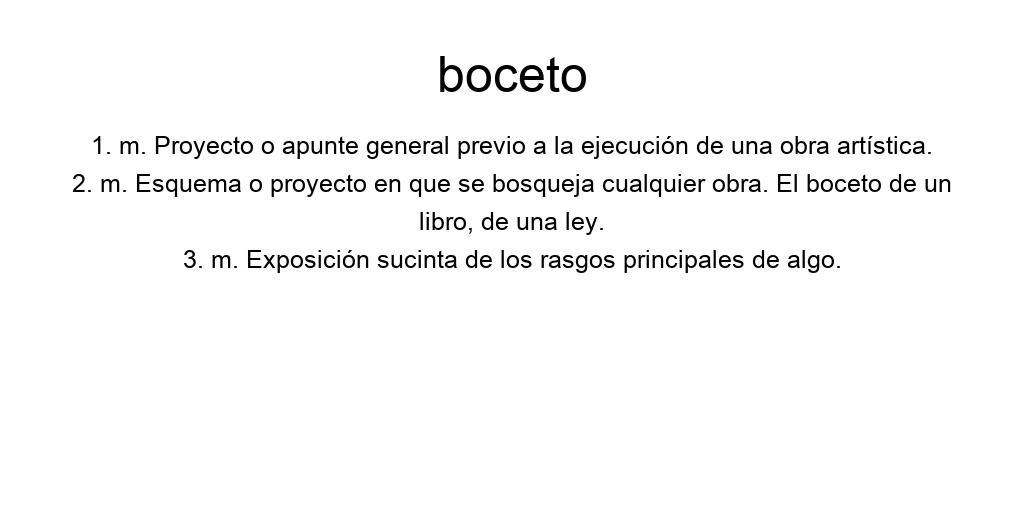 boceto
1. m. Proyecto o apunte general previo a la ejecución de una obra artística.
2. m. Esquema o proyecto en que se bosqueja cualquier obra. El boceto de un
libro, de una ley.
3. m. Exposición sucinta de los rasgos principales de algo.